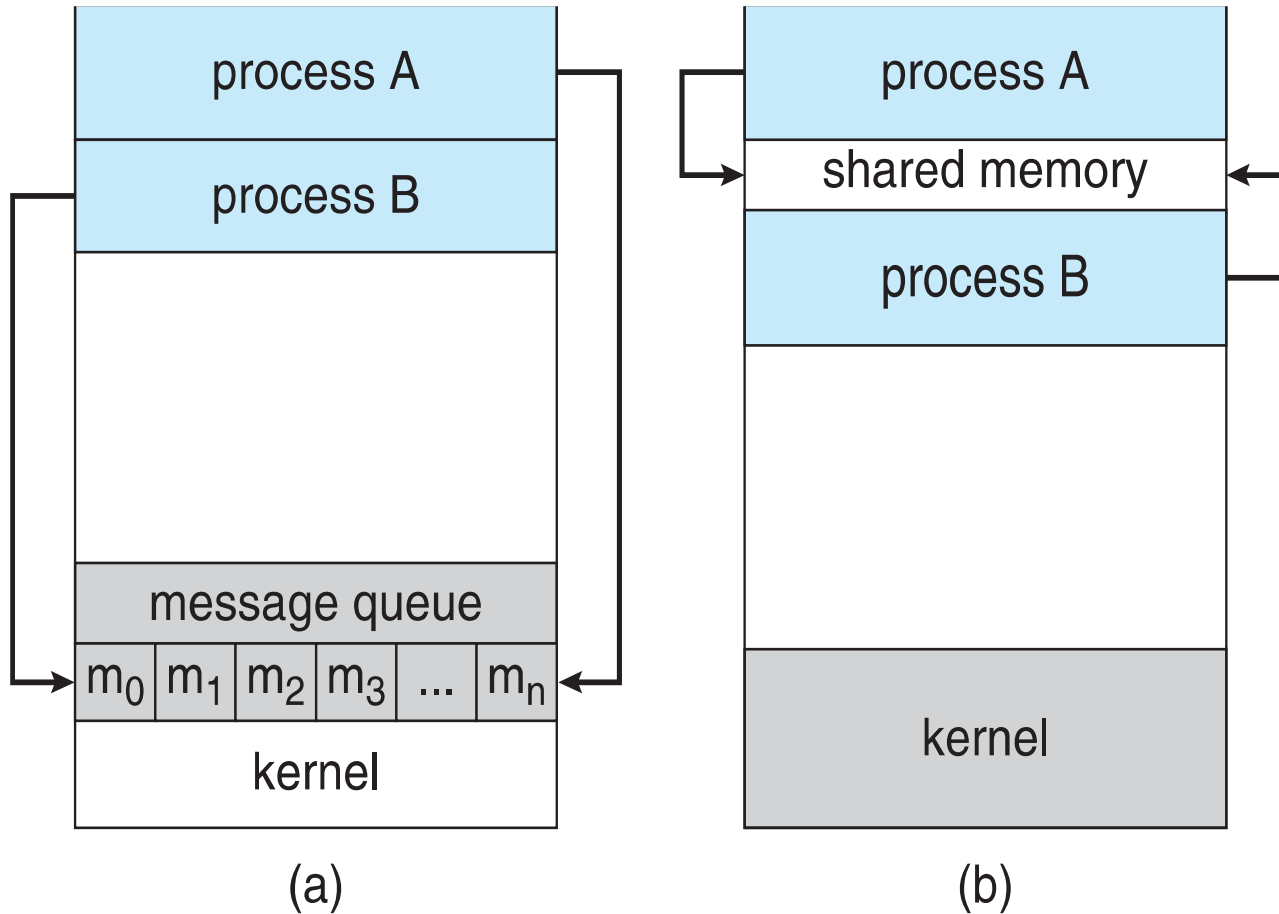 process A
process B
message queue
m₀ m₁ m₂ m₃ ... mₙ
kernel
(a)
process A
shared memory
process B
kernel
(b)